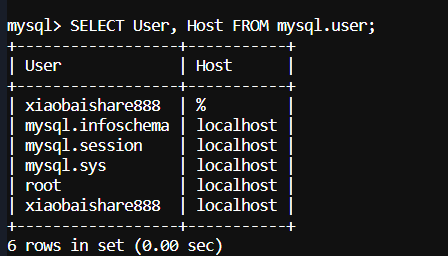 mysql> SELECT User, Host FROM mysql.user;
+------------------+-----------+
| User             | Host      |
+------------------+-----------+
| xiaobaishare888  | %         |
| mysql.infoschema | localhost |
| mysql.session    | localhost |
| mysql.sys        | localhost |
| root             | localhost |
| xiaobaishare888  | localhost |
+------------------+-----------+
6 rows in set (0.00 sec)